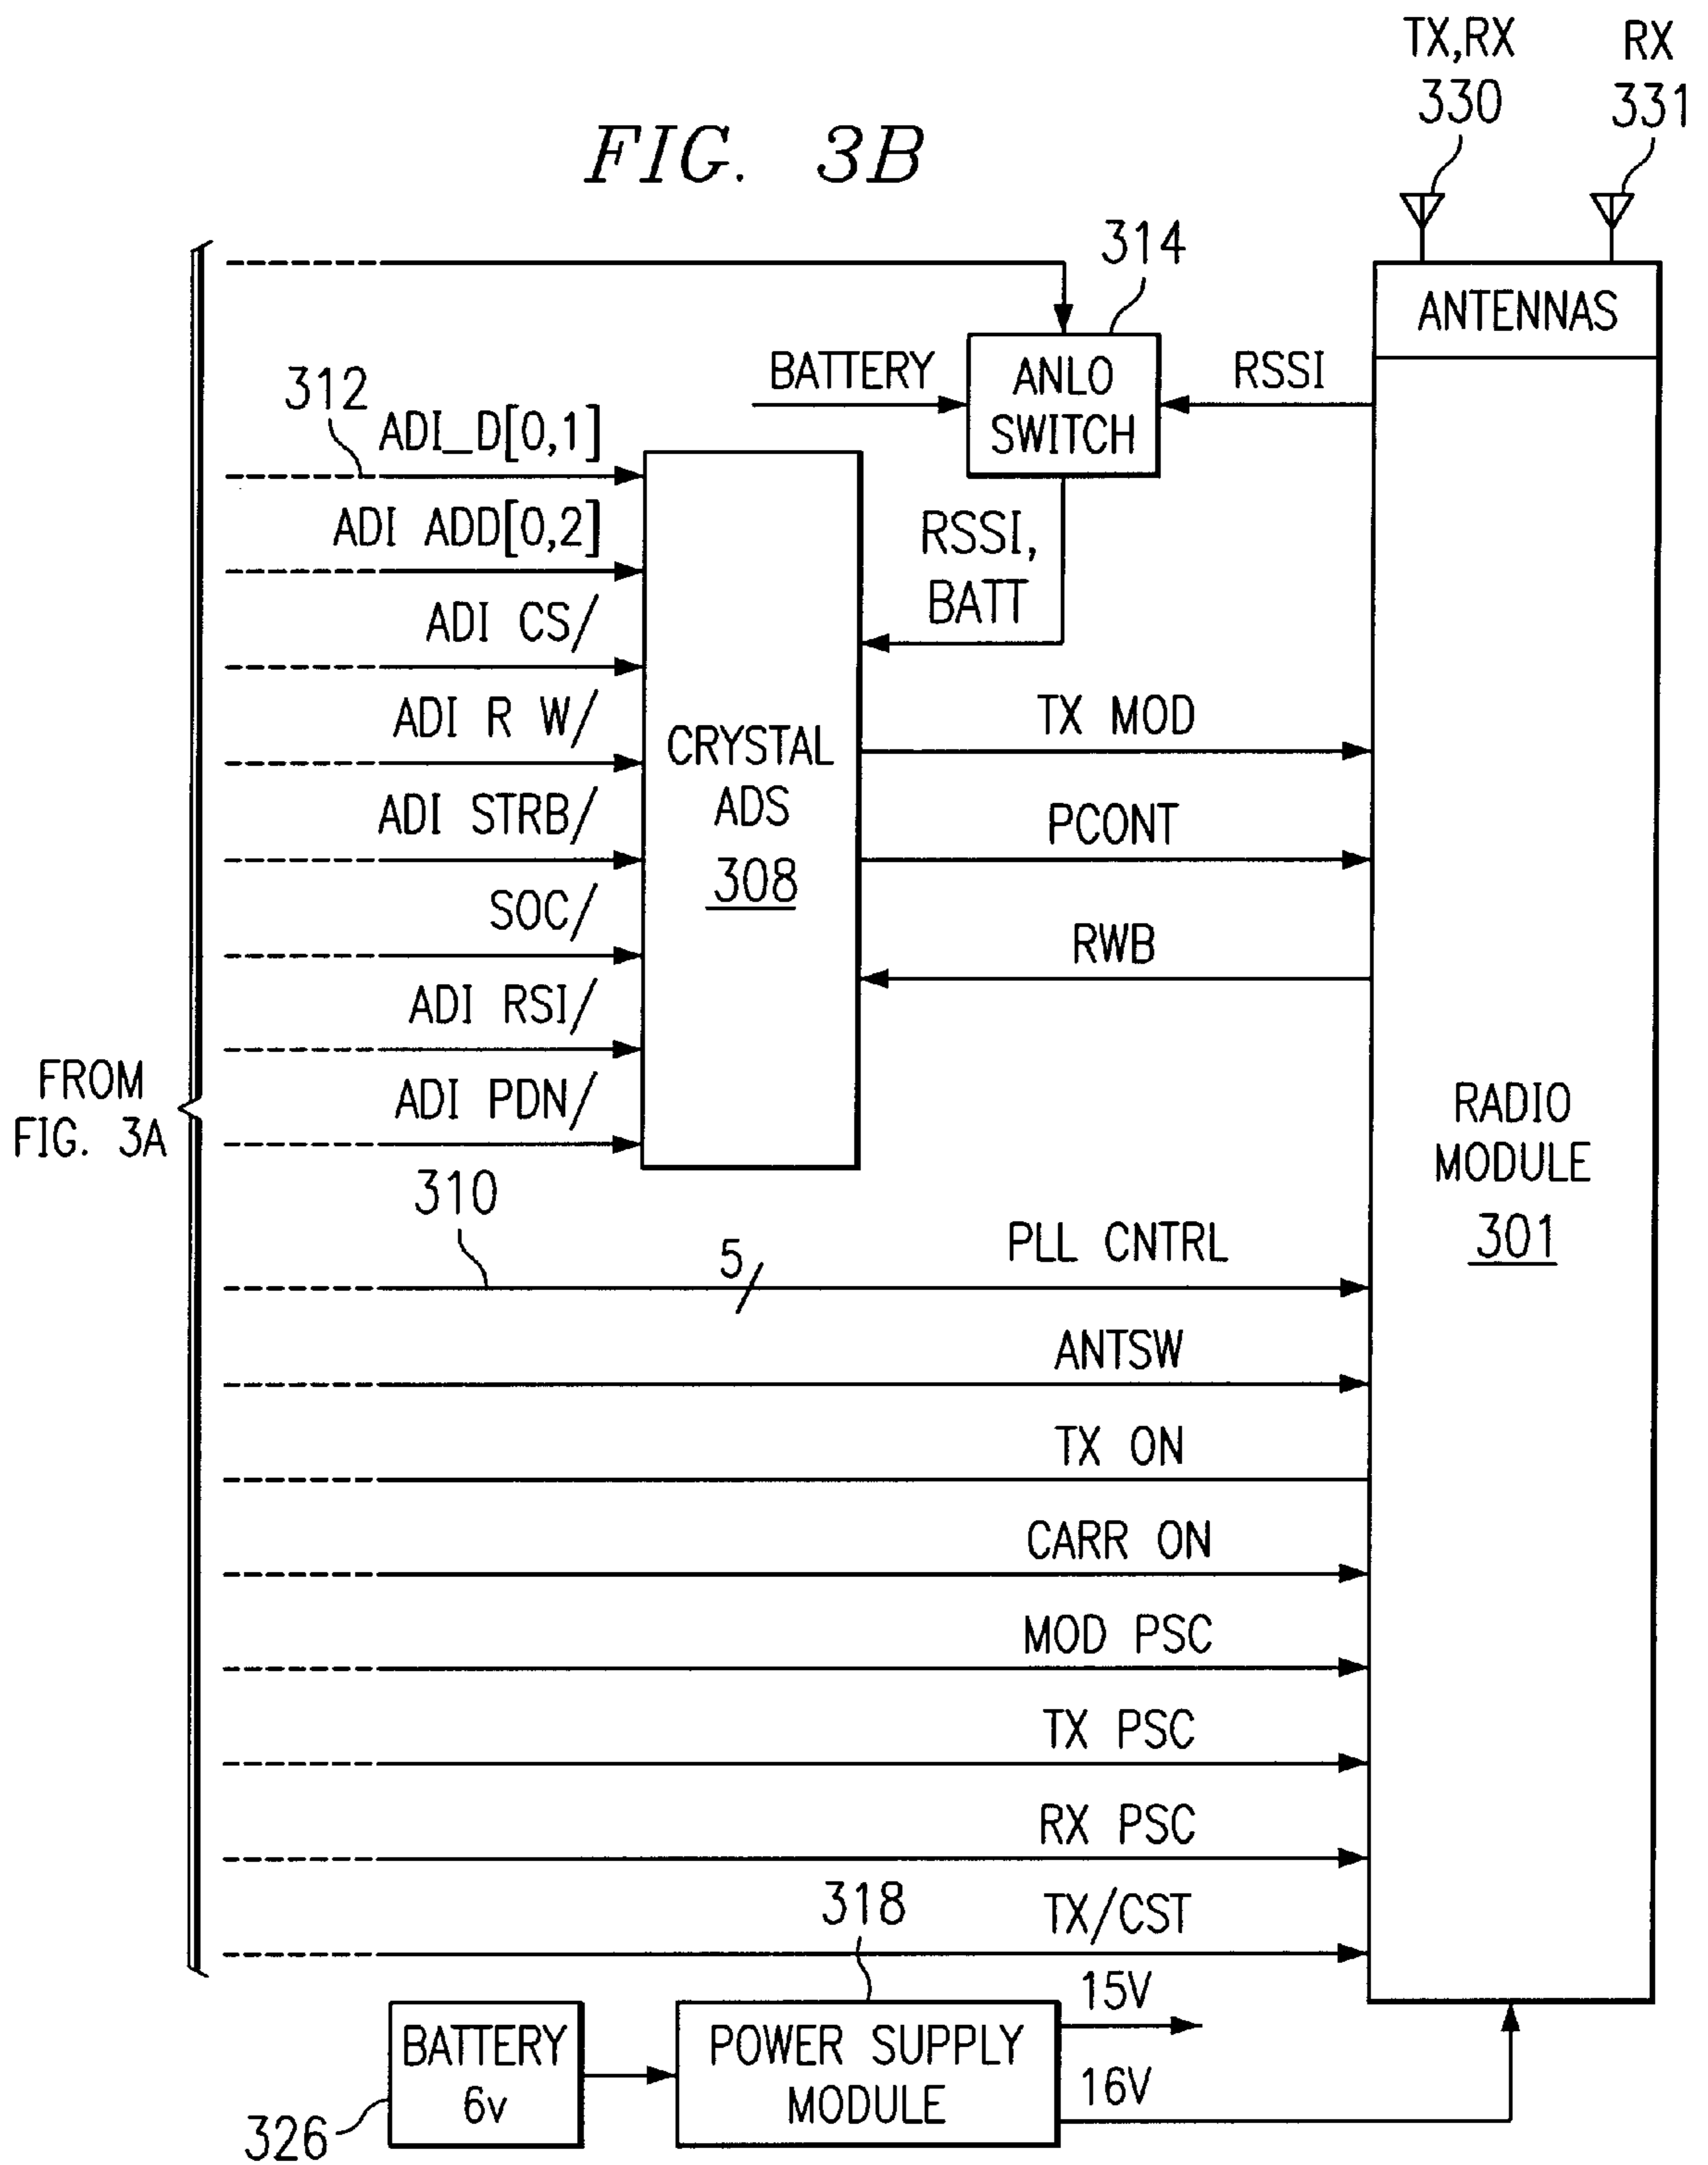 TX,RX
330
RX
331
FIG. 3B
314
ANTENNAS
BATTERY
ANLO
SWITCH
RSSI
312
ADI_D[0,1]
ADI ADD[0,2]
RSSI,
BATT
ADI CS/
ADI R W/
ADI STRB/
SOC/
ADI RSI/
ADI PDN/
CRYSTAL
ADS
308
TX MOD
PCONT
RWB
FROM
FIG. 3A
RADIO
MODULE
301
310
5
PLL CNTRL
ANTSW
TX ON
CARR ON
MOD PSC
TX PSC
RX PSC
TX/CST
318
BATTERY
6v
326
POWER SUPPLY
MODULE
15V
16V